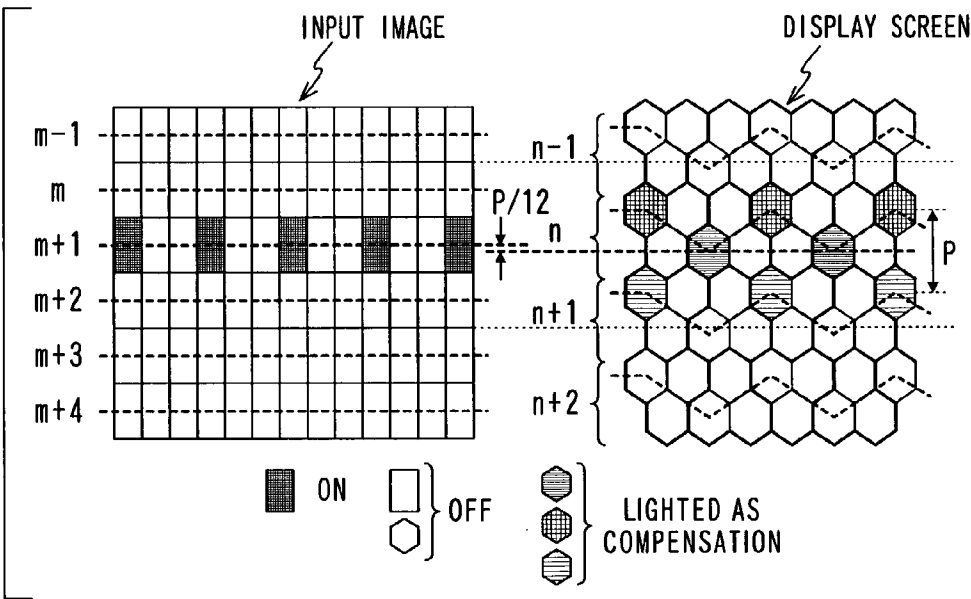 INPUT IMAGE
DISPLAY SCREEN
m-1
m
m+1
m+2
m+3
m+4
P/12
n-1
n
n+1
n+2
P
ON
OFF
LIGHTED AS
COMPENSATION